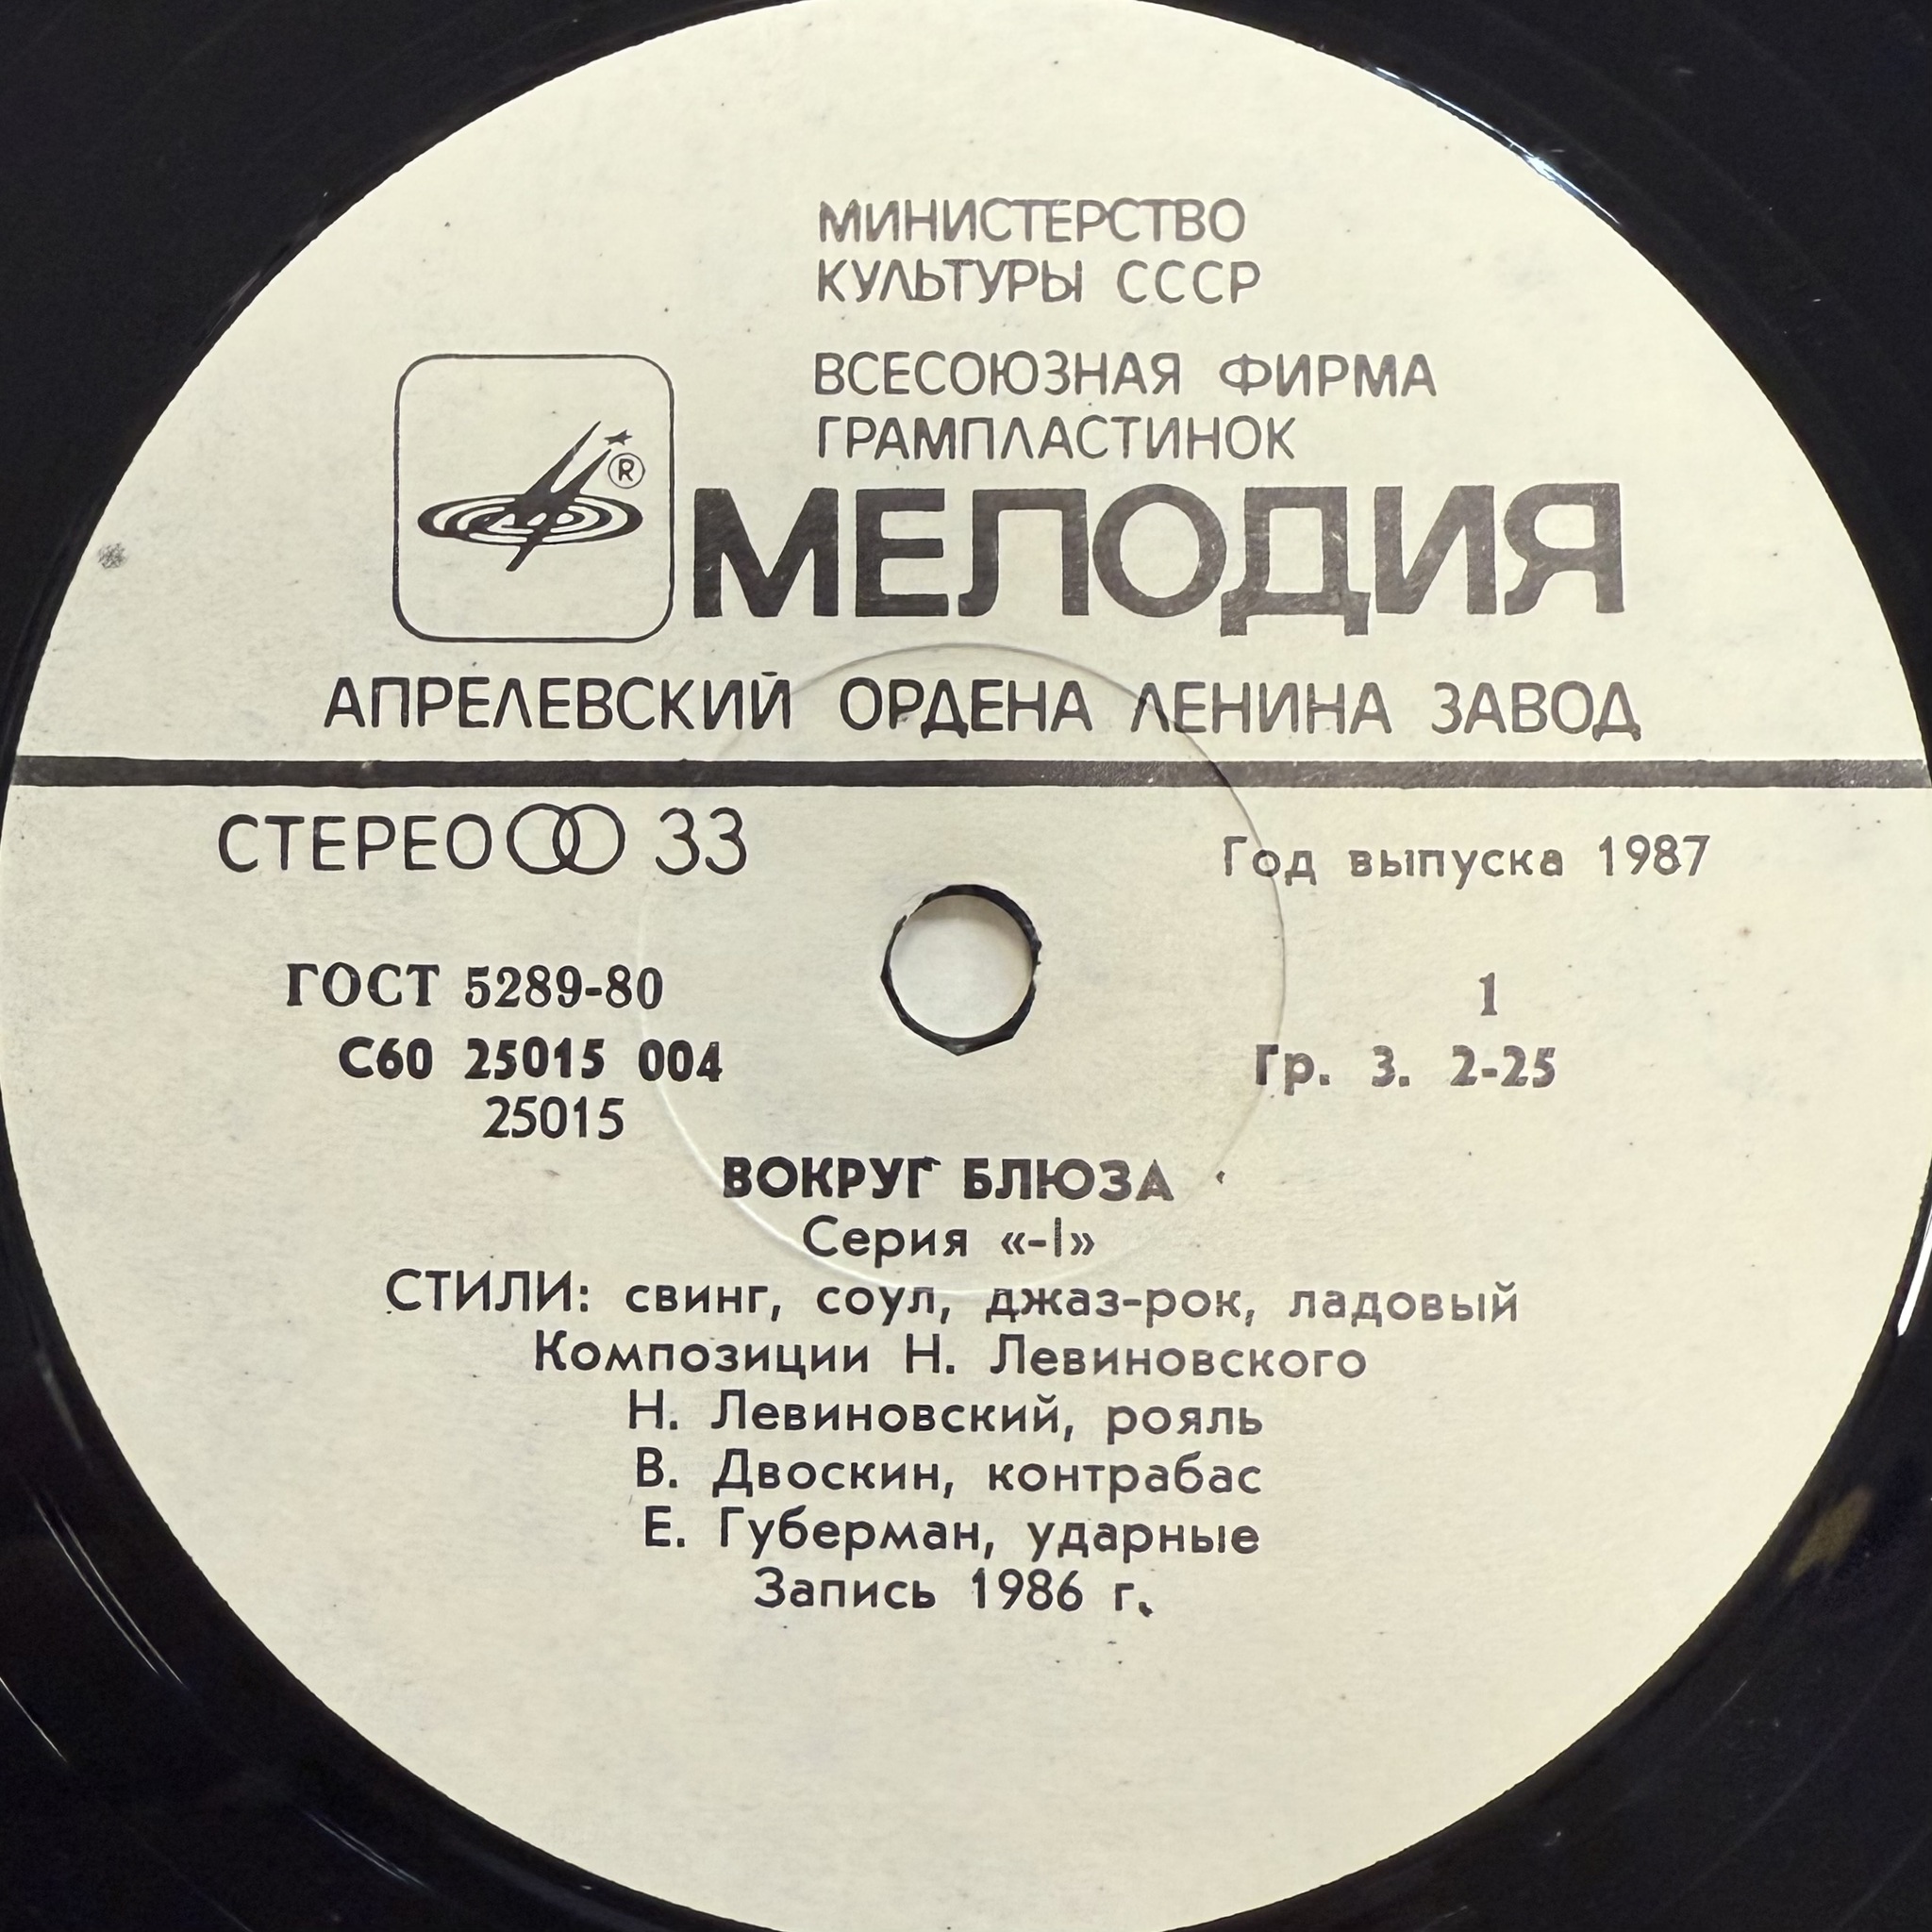 МИНИСТЕРСТВО
КУЛЬТУРЫ СССР
ВСЕСОЮЗНАЯ ФИРМА
ГРАМПЛАСТИНОК
®
МЕЛОДИЯ
АПРЕЛЕВСКИЙ ОРДЕНА ЛЕНИНА ЗАВОД
СТЕРЕО 33
Год выпуска 1987
ГОСТ 5289-80
1
С60 25015 004
Гр. 3. 2-25
25015
ВОКРУГ БЛЮЗА
Серия «-1»
СТИЛИ: свинг, соул, джаз-рок, ладовый
Композиции Н. Левиновского
Н. Левиновский, рояль
В. Двоскин, контрабас
Е. Губерман, ударные
Запись 1986 г.